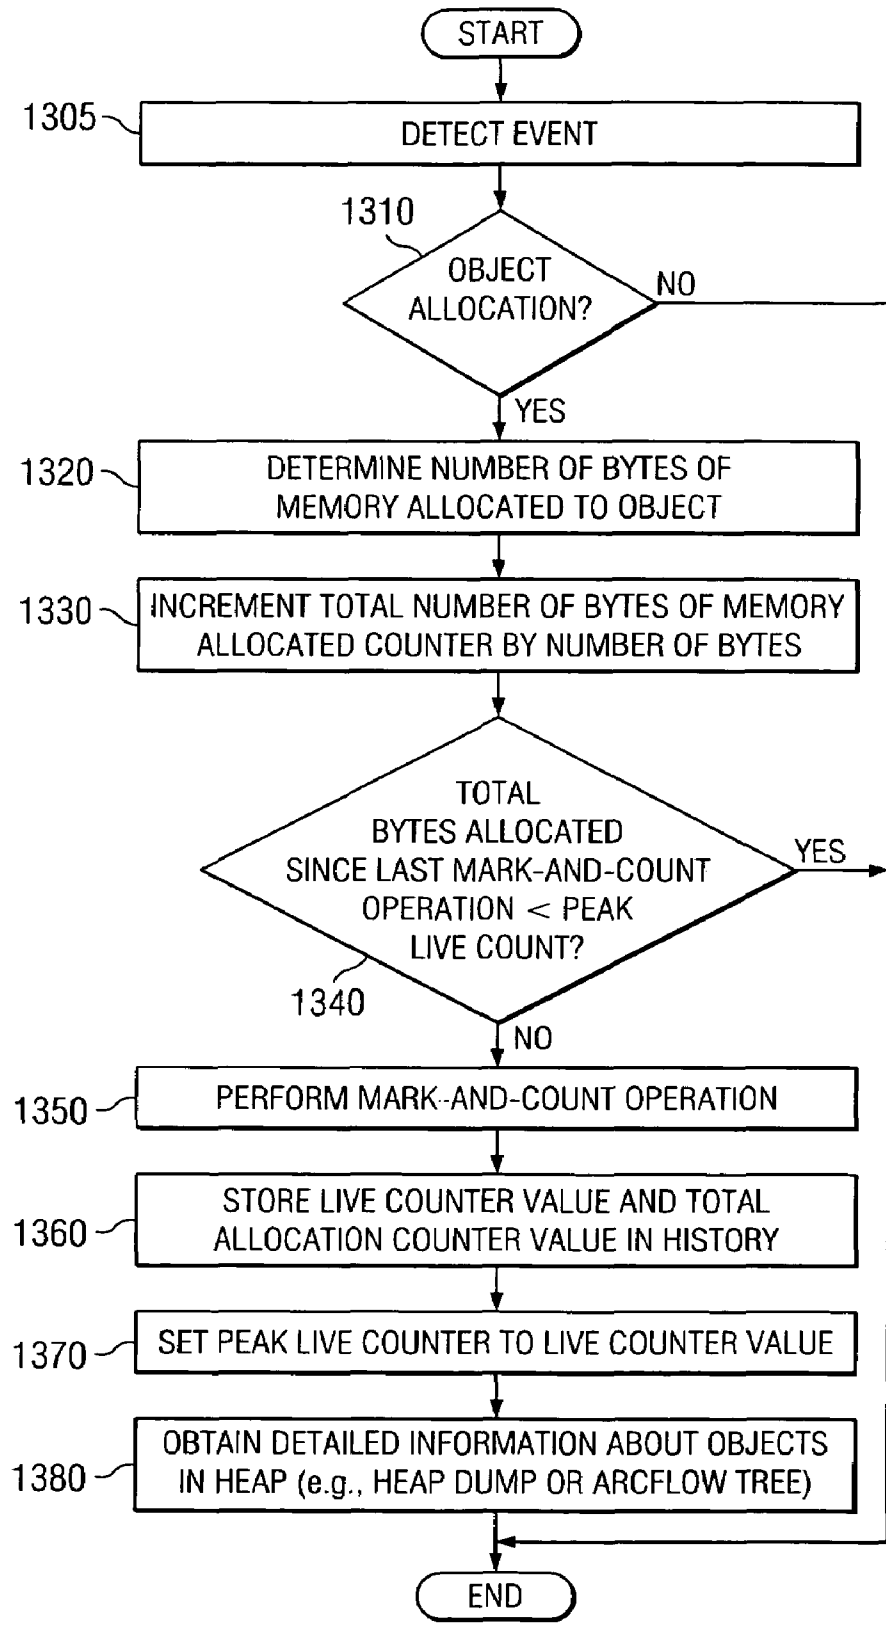 START
1305
DETECT EVENT
1310
OBJECT
ALLOCATION?
NO
YES
1320
DETERMINE NUMBER OF BYTES OF
MEMORY ALLOCATED TO OBJECT
1330
INCREMENT TOTAL NUMBER OF BYTES OF MEMORY
ALLOCATED COUNTER BY NUMBER OF BYTES
TOTAL
BYTES ALLOCATED
SINCE LAST MARK-AND-COUNT
OPERATION < PEAK
LIVE COUNT?
YES
1340
NO
1350
PERFORM MARK-AND-COUNT OPERATION
1360
STORE LIVE COUNTER VALUE AND TOTAL
ALLOCATION COUNTER VALUE IN HISTORY
1370
SET PEAK LIVE COUNTER TO LIVE COUNTER VALUE
1380
OBTAIN DETAILED INFORMATION ABOUT OBJECTS
IN HEAP (e.g., HEAP DUMP OR ARCFLOW TREE)
END